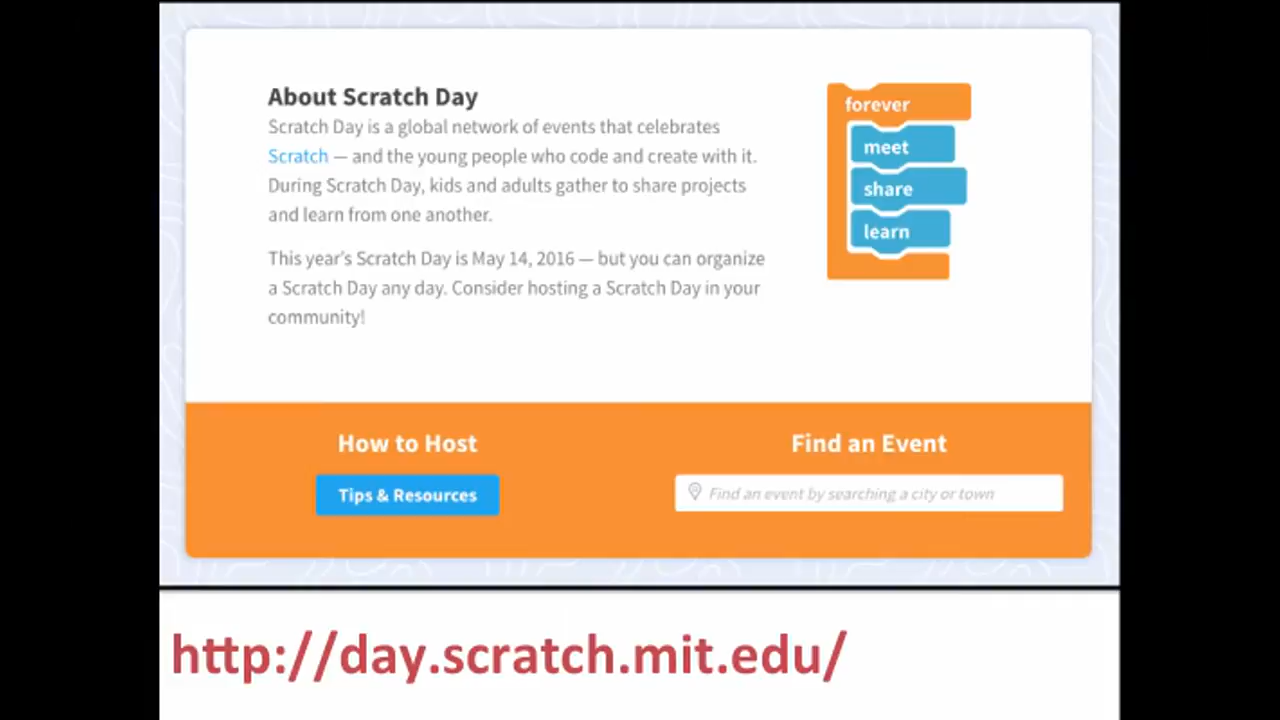 About Scratch Day
Scratch Day is a global network of events that celebrates
Scratch — and the young people who code and create with it.
During Scratch Day, kids and adults gather to share projects
and learn from one another.
This year's Scratch Day is May 14, 2016 — but you can organize
a Scratch Day any day. Consider hosting a Scratch Day in your
community!
forever
meet
share
learn
How to Host
Tips & Resources
Find an Event
Find an event by searching a city or town
http://day.scratch.mit.edu/